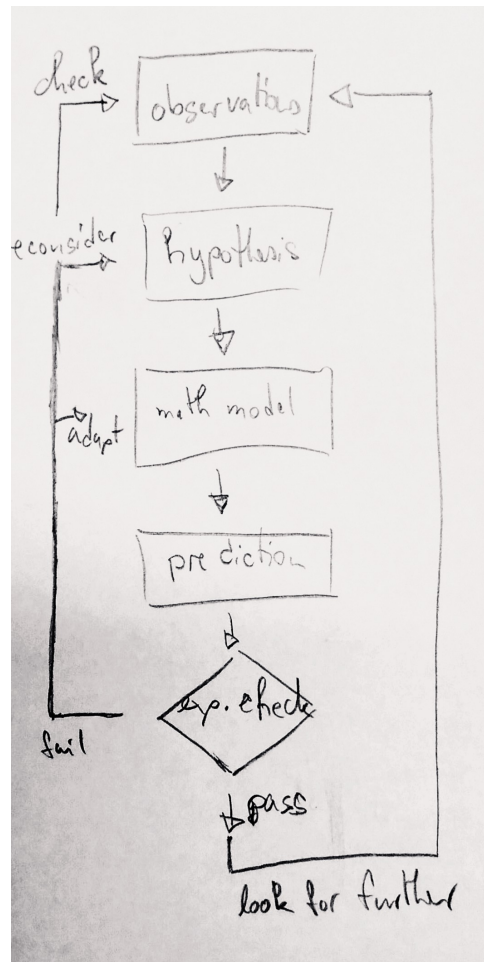 check
observations
econsider
hypothesis
math model
adapt
prediction
exp. check
fail
pass
look for further